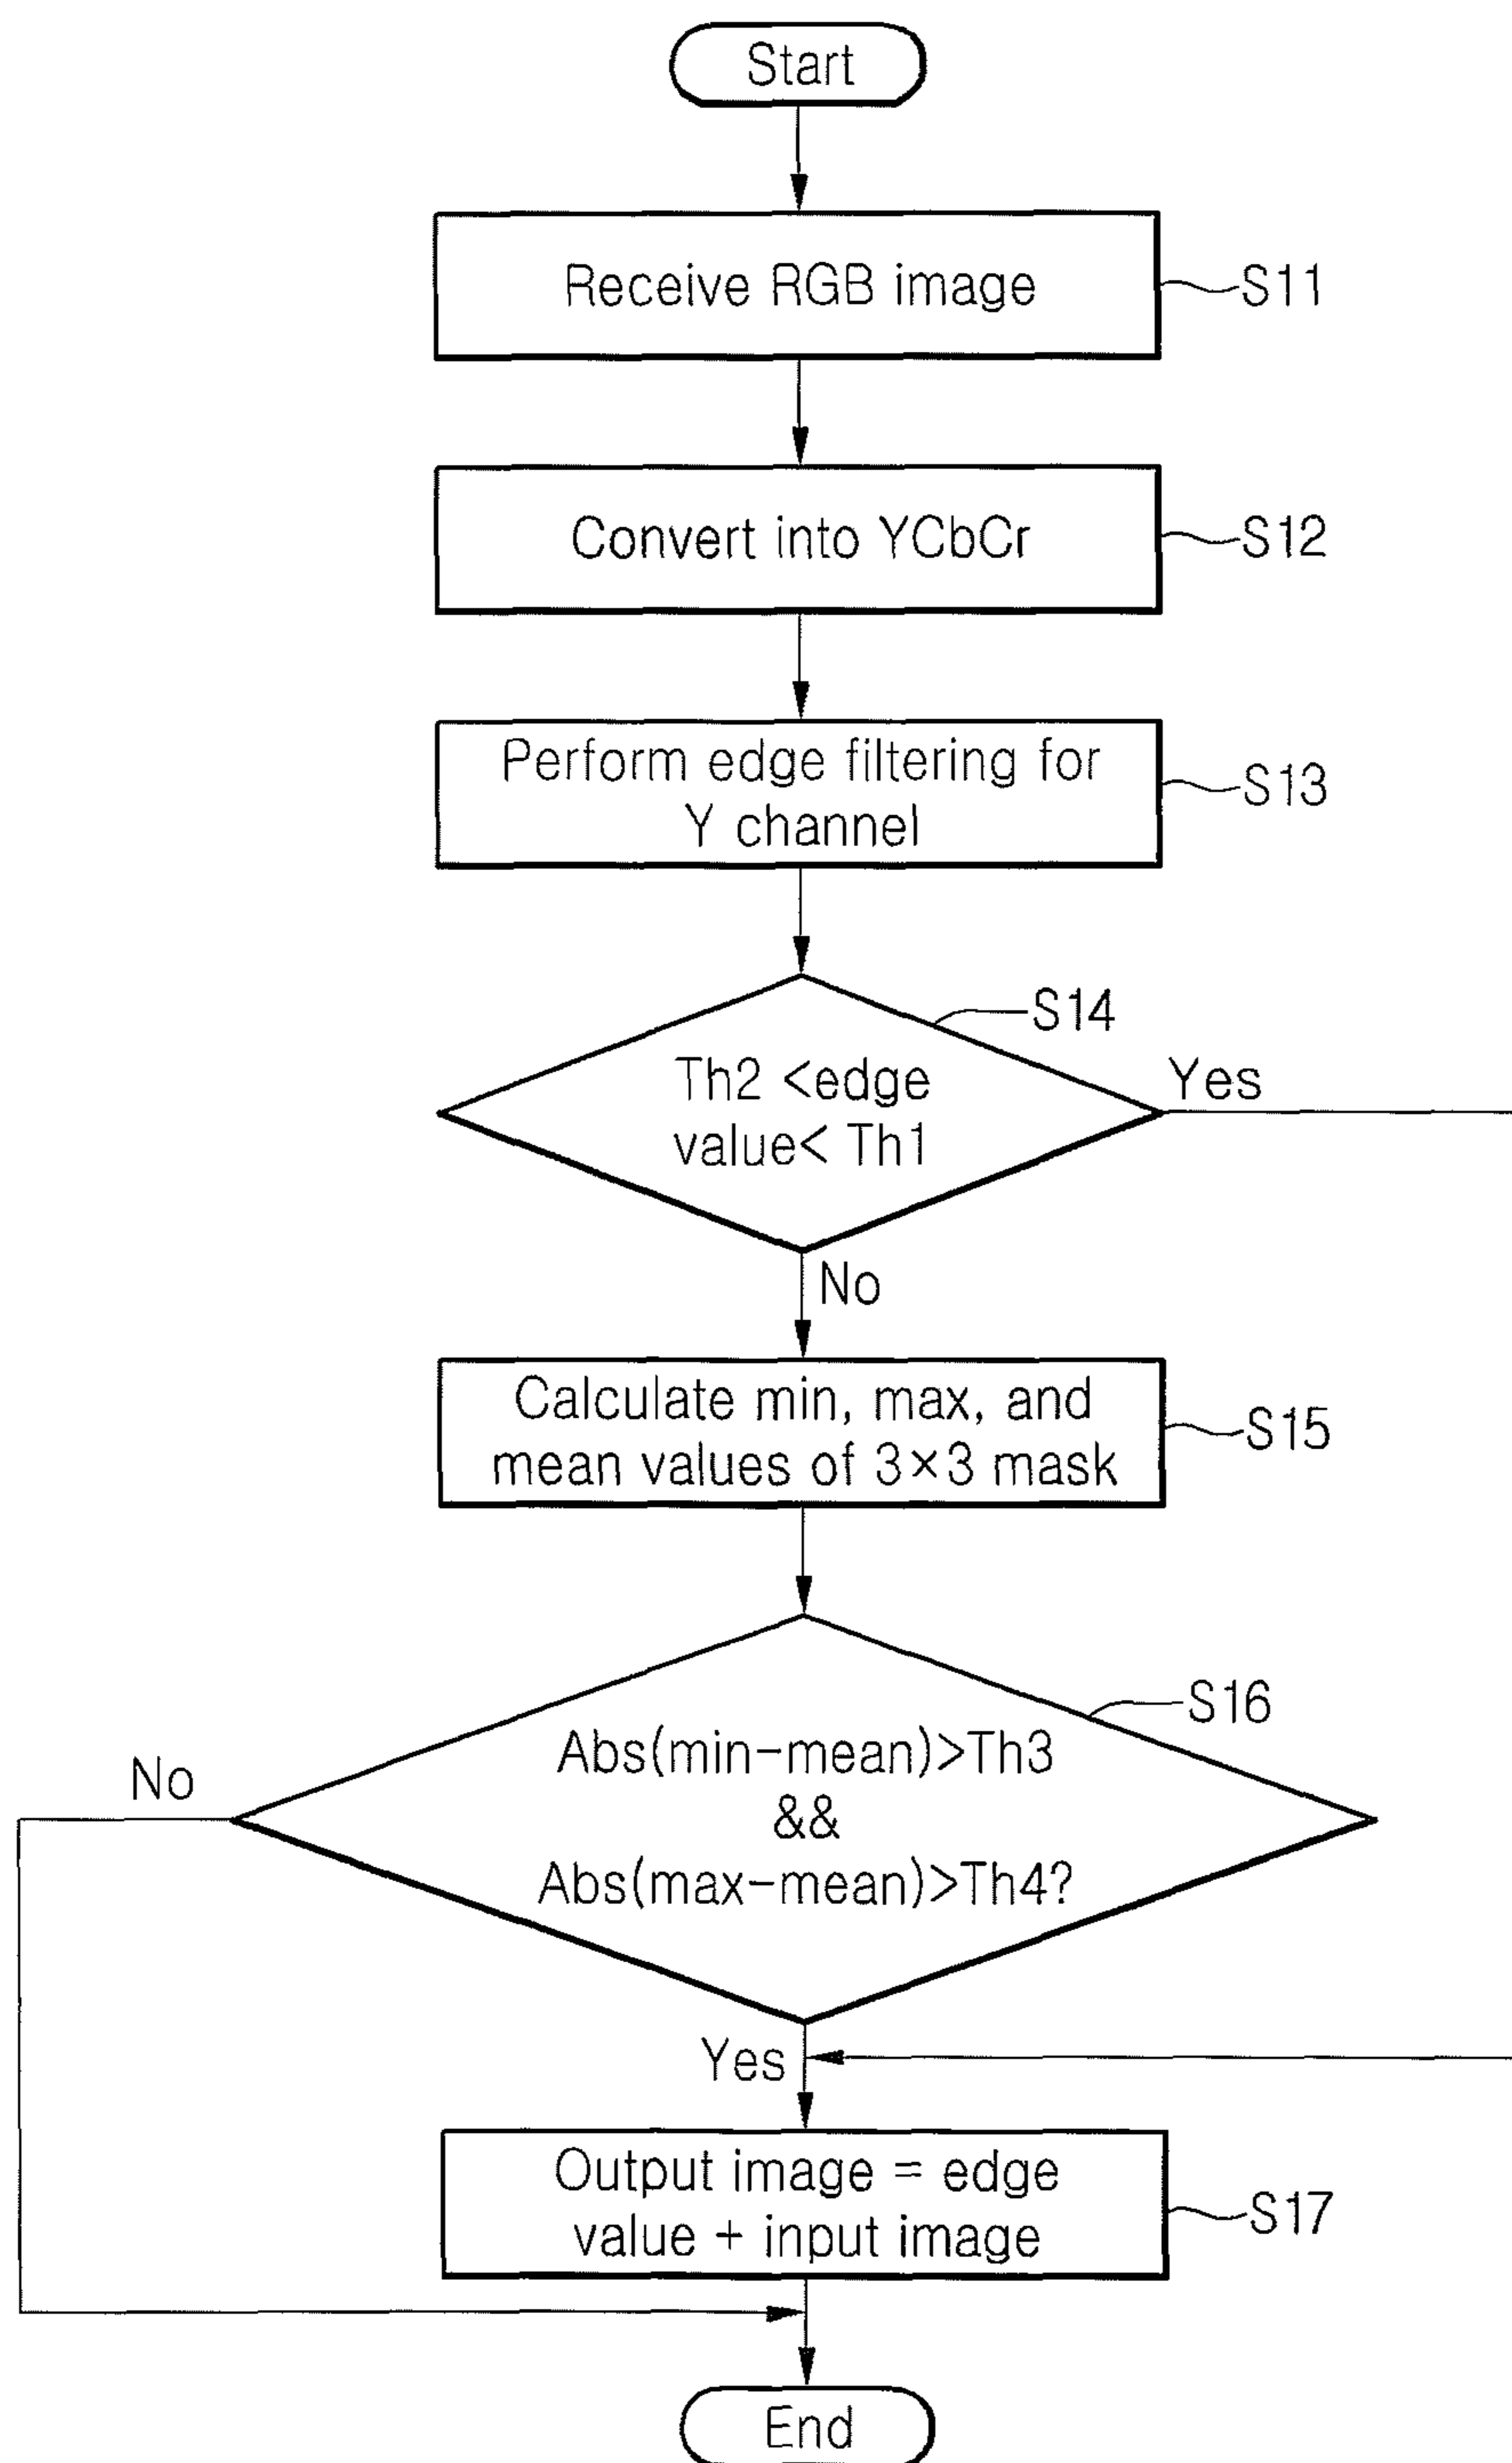 Start
Receive RGB image
S11
Convert into YCbCr
S12
Perform edge filtering for
Y channel
S13
S14
Th2 <edge
value< Th1
Yes
No
Calculate min, max, and
mean values of 3×3 mask
S15
S16
Abs(min-mean)>Th3
&&
Abs(max-mean)>Th4?
No
Yes
Output image = edge
value + input image
S17
End